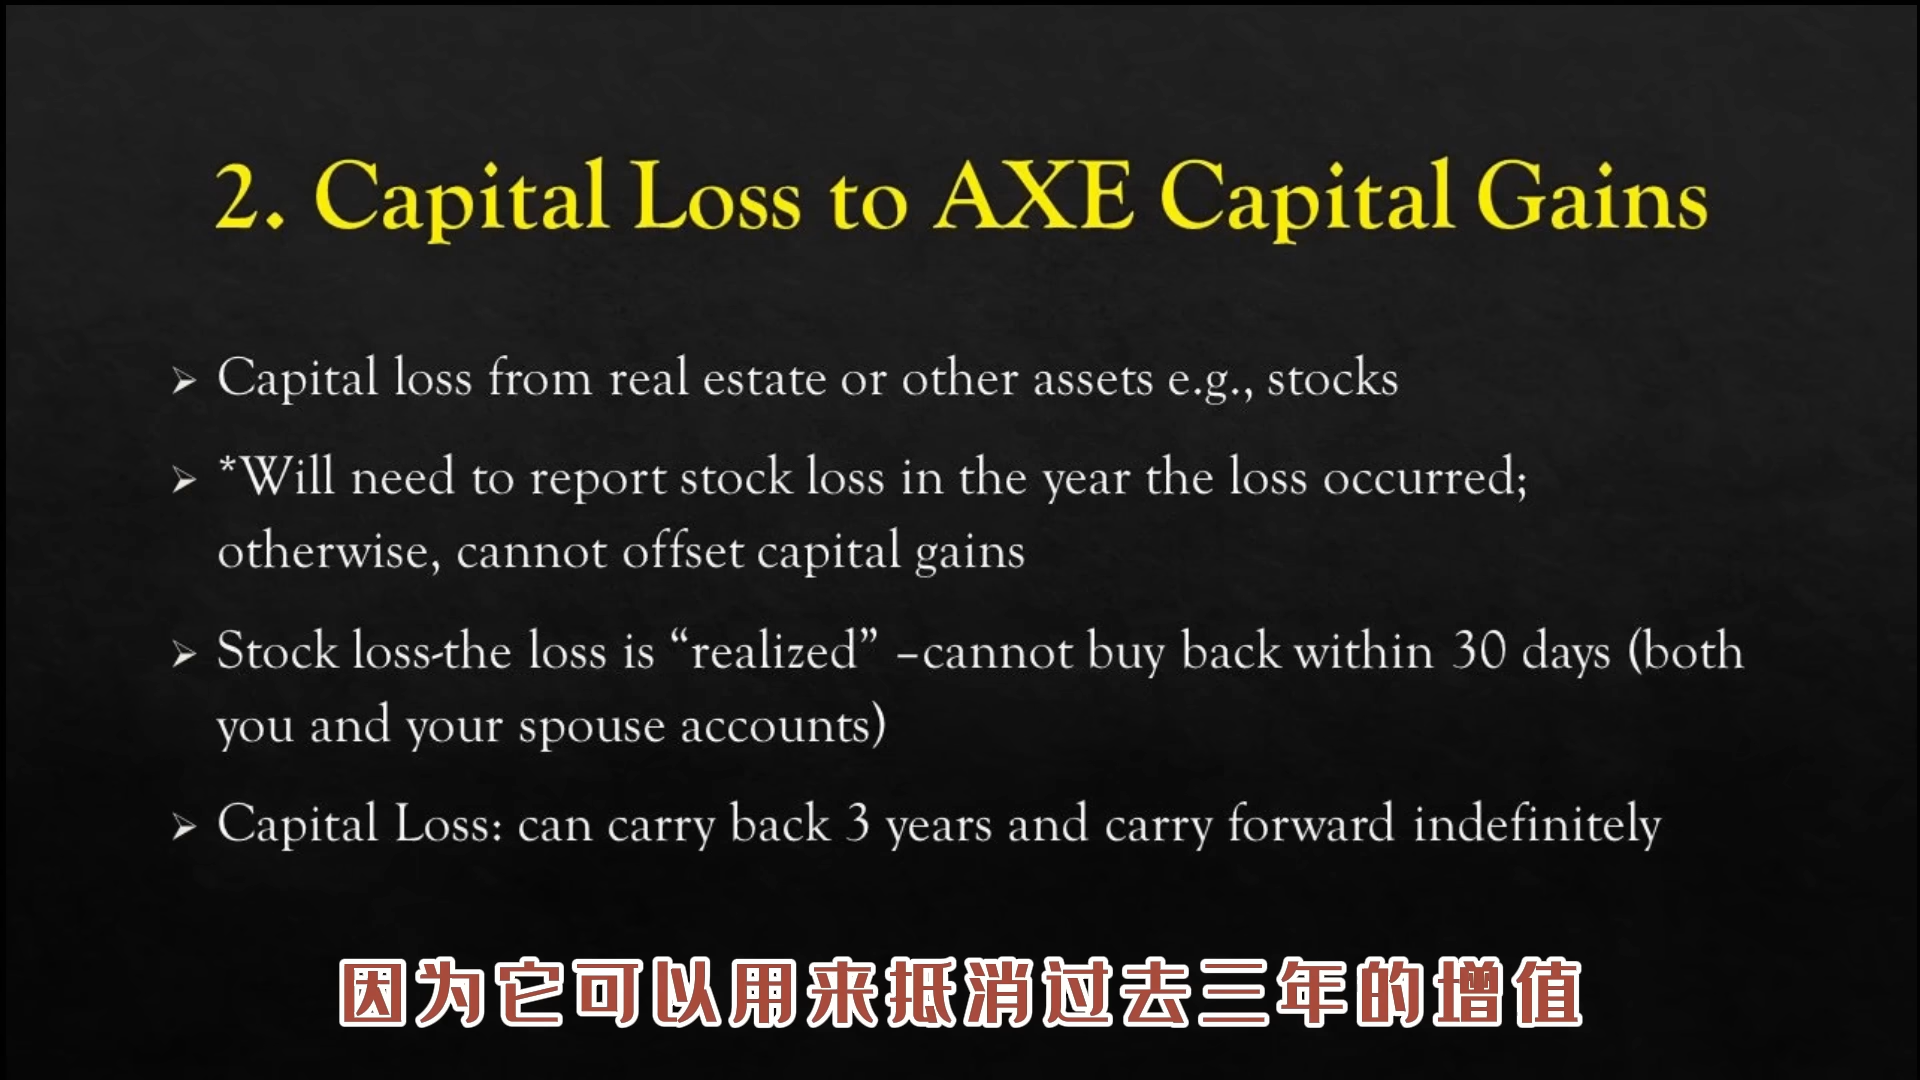 2. Capital Loss to AXE Capital Gains
➢ Capital loss from real estate or other assets e.g., stocks
➢ *Will need to report stock loss in the year the loss occurred;
otherwise, cannot offset capital gains
➢ Stock loss-the loss is “realized” –cannot buy back within 30 days (both
you and your spouse accounts)
➢ Capital Loss: can carry back 3 years and carry forward indefinitely
因为它可以用来抵消过去三年的增值